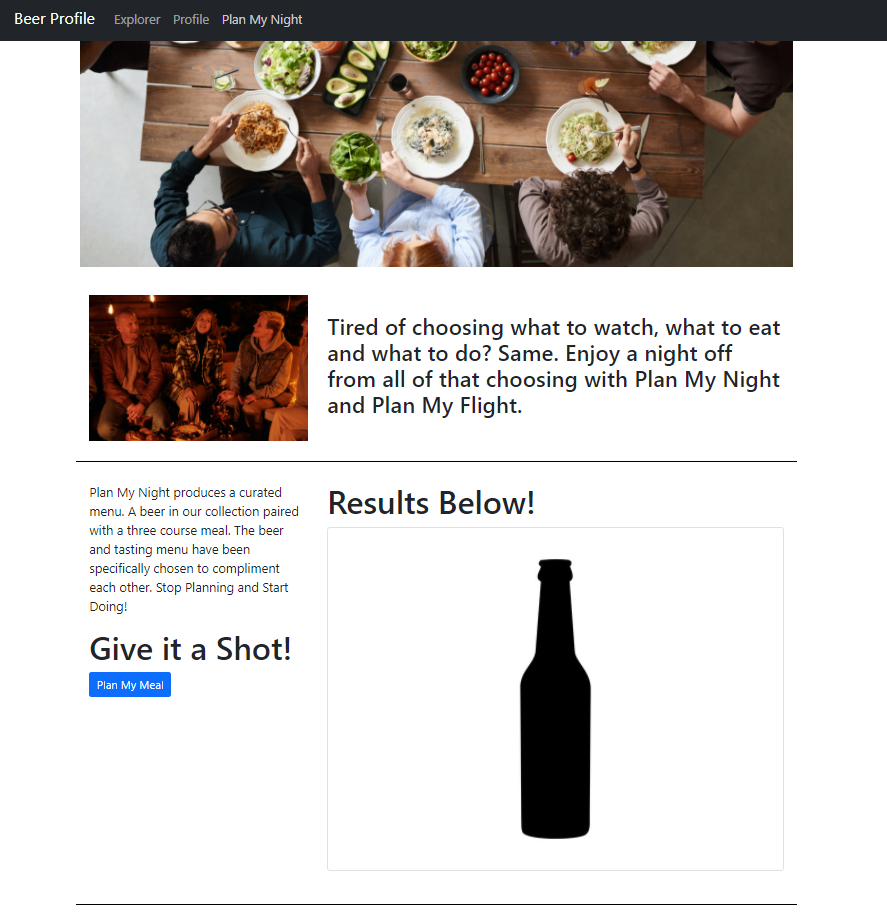 Beer Profile Explorer Profile Plan My Night
Tired of choosing what to watch, what to eat
and what to do? Same. Enjoy a night off
from all of that choosing with Plan My Night
and Plan My Flight.
Plan My Night produces a curated
menu. A beer in our collection paired
with a three course meal. The beer
and tasting menu have been
specifically chosen to compliment
each other. Stop Planning and Start
Doing!
Give it a Shot!
Plan My Meal
Results Below!